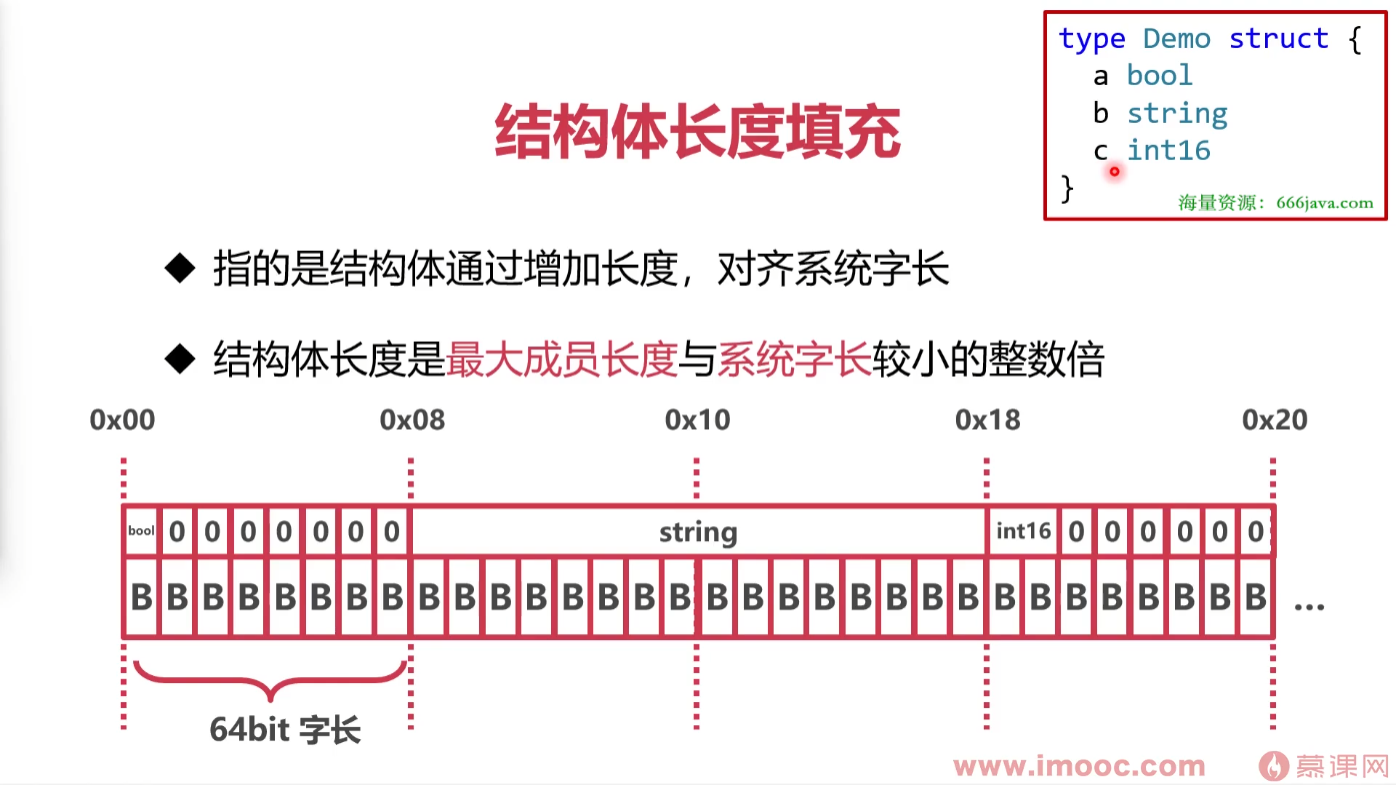 type Demo struct {
a bool
b string
c int16
}
海量资源：666java.com
结构体长度填充
◆ 指的是结构体通过增加长度，对齐系统字长
◆ 结构体长度是最大成员长度与系统字长较小的整数倍
0x00 0x08 0x10 0x18 0x20
bool 0 0 0 0 0 0 0 string int16 0 0 0 0 0 0
B B B B B B B B B B B B B B B B B B B B B B B B B B B B B B B B ...
64bit 字长
www.imooc.com 慕课网